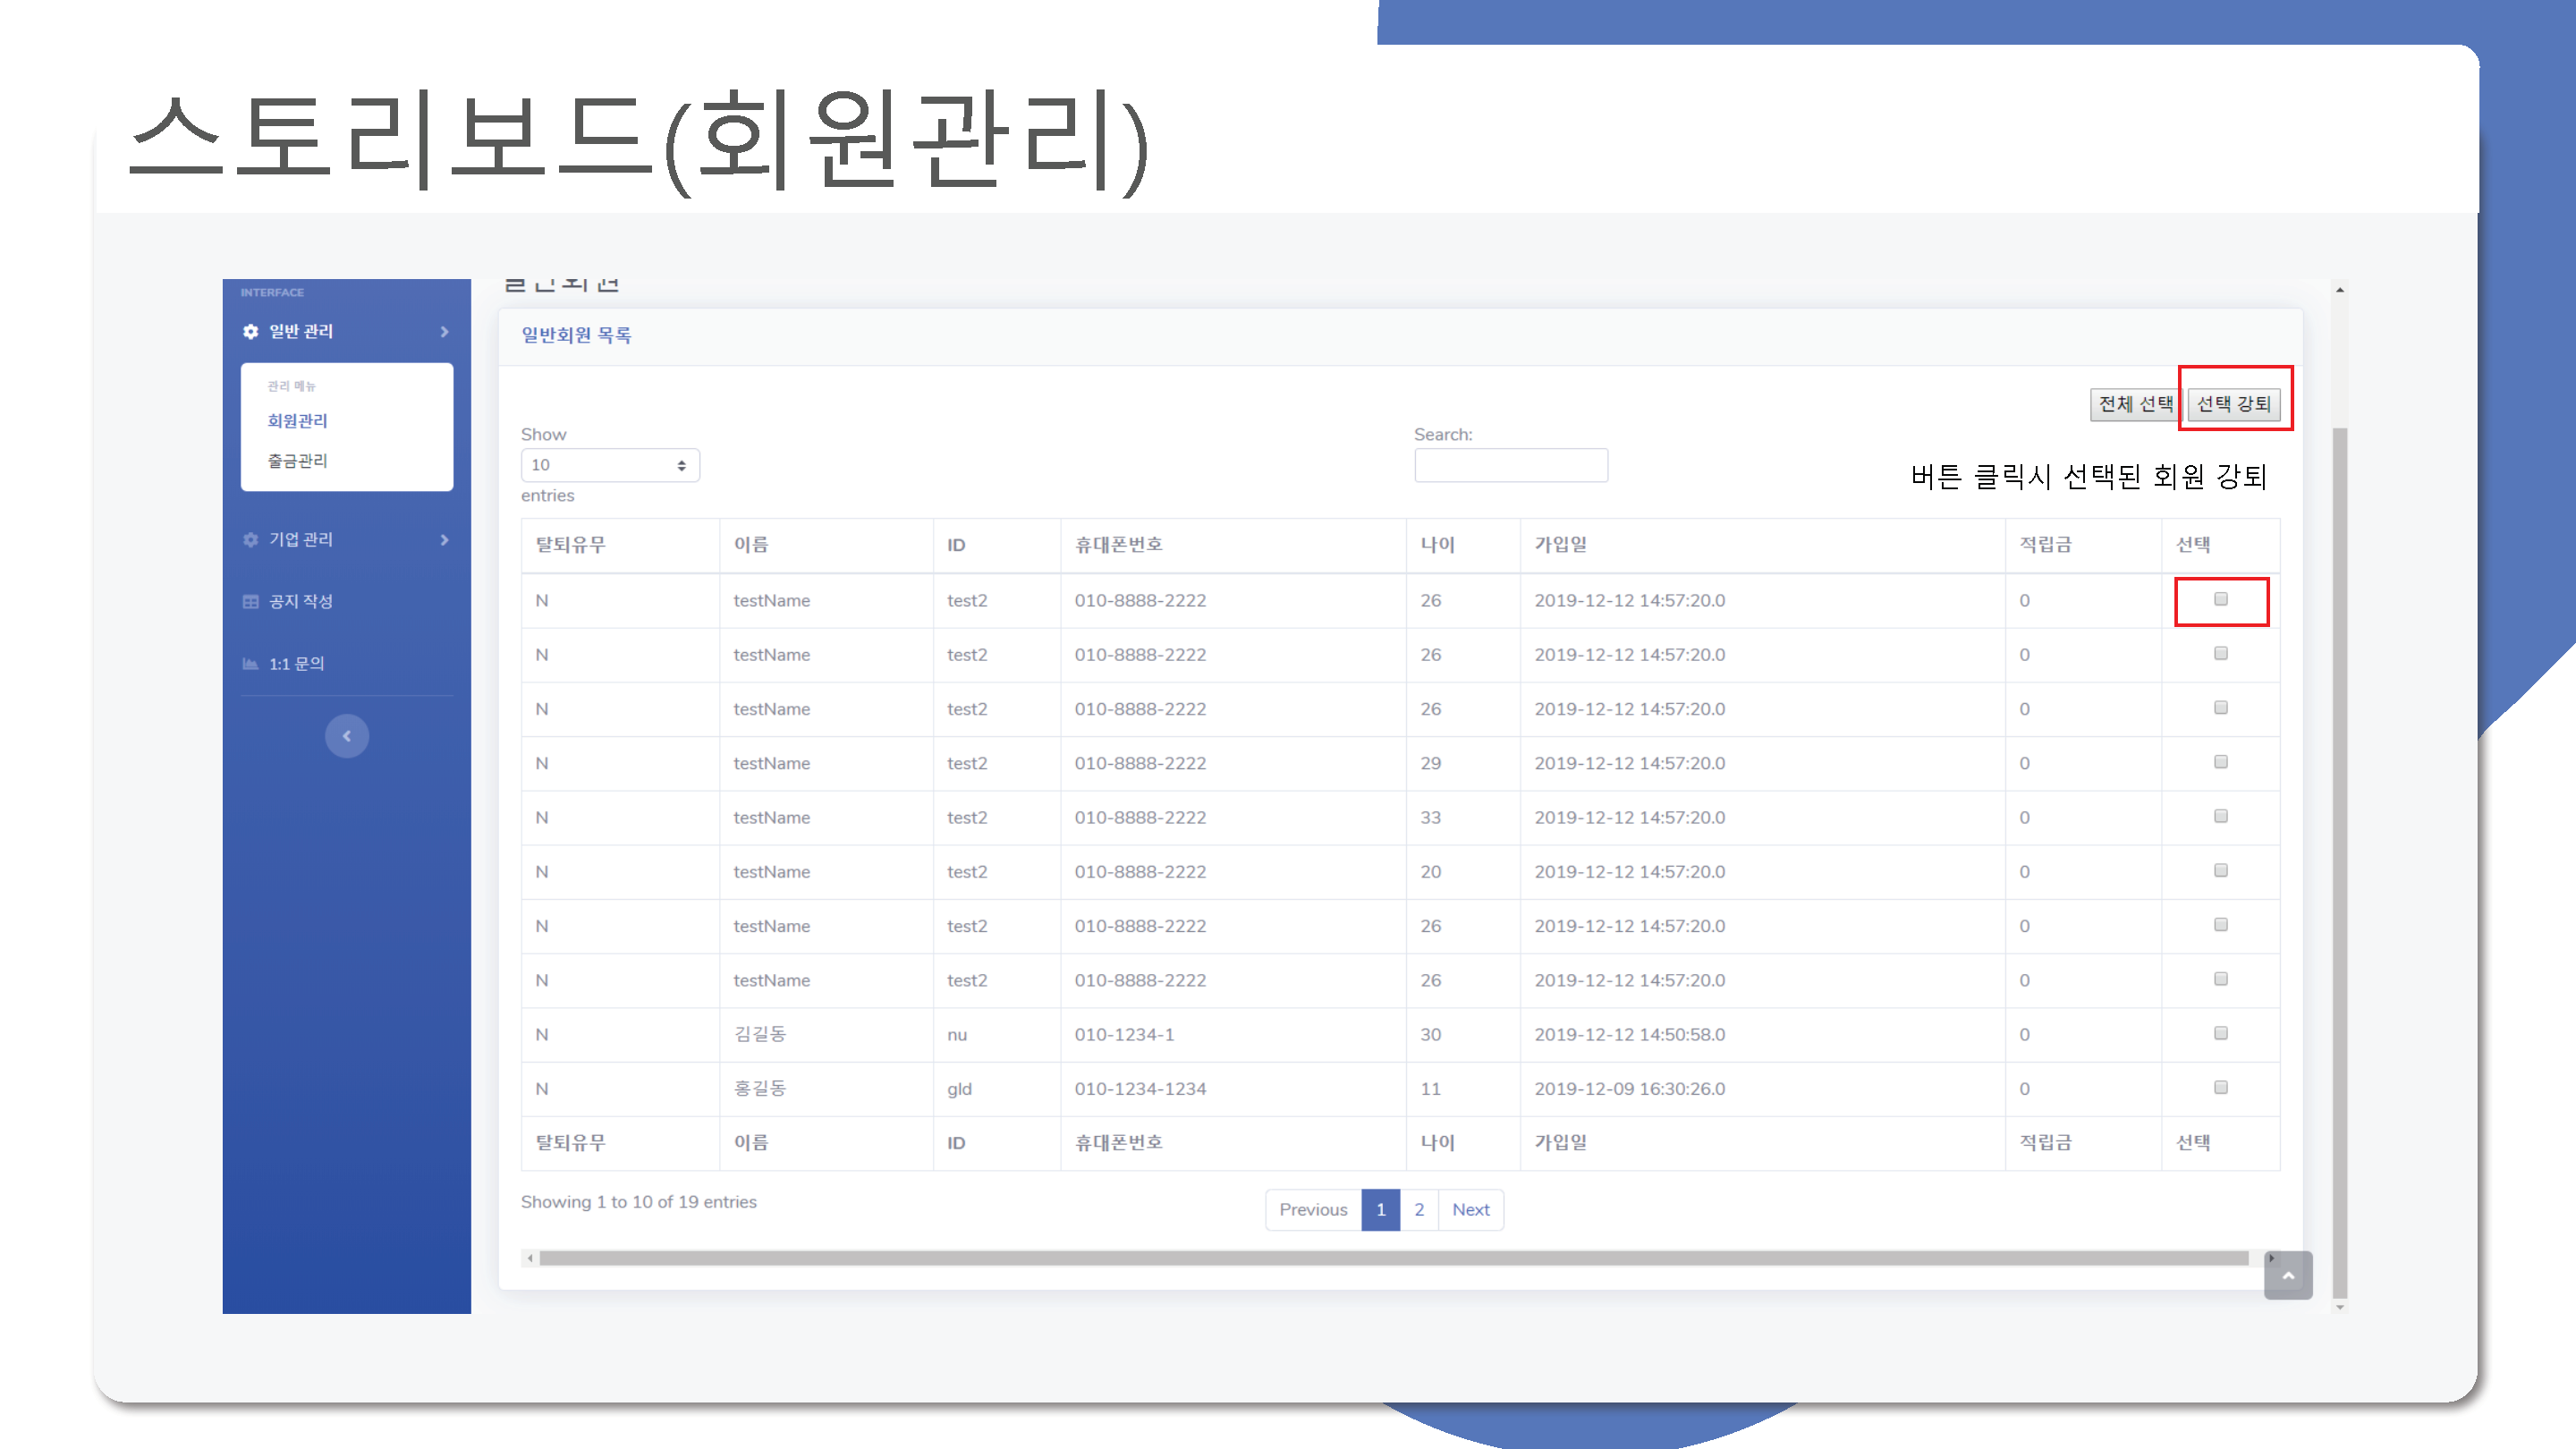 스토리보드(회원관리)
INTERFACE
일반 관리
관리 메뉴
회원관리
출금관리
기업 관리
공지 작성
1:1 문의
일반회원
일반회원 목록
전체 선택 선택 강퇴
Show
10
entries
Search:
버튼 클릭시 선택된 회원 강퇴
탈퇴유무 이름 ID 휴대폰번호 나이 가입일 적립금 선택
N testName test2 010-8888-2222 26 2019-12-12 14:57:20.0 0
N testName test2 010-8888-2222 26 2019-12-12 14:57:20.0 0
N testName test2 010-8888-2222 26 2019-12-12 14:57:20.0 0
N testName test2 010-8888-2222 29 2019-12-12 14:57:20.0 0
N testName test2 010-8888-2222 33 2019-12-12 14:57:20.0 0
N testName test2 010-8888-2222 20 2019-12-12 14:57:20.0 0
N testName test2 010-8888-2222 26 2019-12-12 14:57:20.0 0
N testName test2 010-8888-2222 26 2019-12-12 14:57:20.0 0
N 김길동 nu 010-1234-1 30 2019-12-12 14:50:58.0 0
N 홍길동 gld 010-1234-1234 11 2019-12-09 16:30:26.0 0
탈퇴유무 이름 ID 휴대폰번호 나이 가입일 적립금 선택
Showing 1 to 10 of 19 entries
Previous 1 2 Next